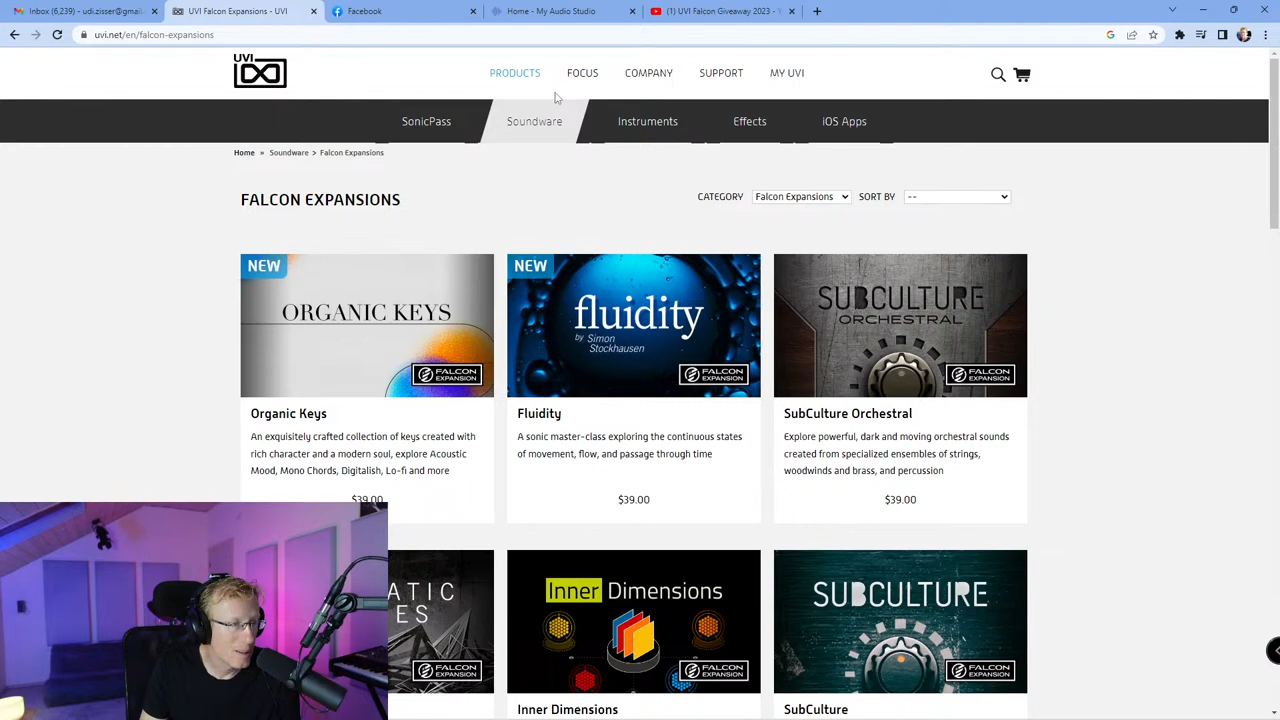 Inbox (6,239) - udi.zisser@gmail.
UVI Falcon Expansions - UVI
Facebook
Home - My Audio Studio
(1) UVI Falcon Giveaway 2023 -
uvi.net/en/falcon-expansions
UVI
PRODUCTS
FOCUS
COMPANY
SUPPORT
MY UVI
SonicPass
Soundware
Instruments
Effects
iOS Apps
Home » Soundware > Falcon Expansions
FALCON EXPANSIONS
CATEGORY
Falcon Expansions
SORT BY
--
NEW
ORGANIC KEYS
FALCON
EXPANSION
NEW
fluidity
by Simon
Stockhausen
FALCON
EXPANSION
SUBCULTURE
ORCHESTRAL
FALCON
EXPANSION
Organic Keys
An exquisitely crafted collection of keys created with
rich character and a modern soul, explore Acoustic
Mood, Mono Chords, Digitalish, Lo-fi and more
$39.00
Fluidity
A sonic master-class exploring the continuous states
of movement, flow, and passage through time
$39.00
SubCulture Orchestral
Explore powerful, dark and moving orchestral sounds
created from specialized ensembles of strings,
woodwinds and brass, and percussion
$39.00
ATIC
ES
FALCON
EXPANSION
Inner Dimensions
FALCON
EXPANSION
SUBCULTURE
FALCON
EXPANSION
Inner Dimensions
SubCulture